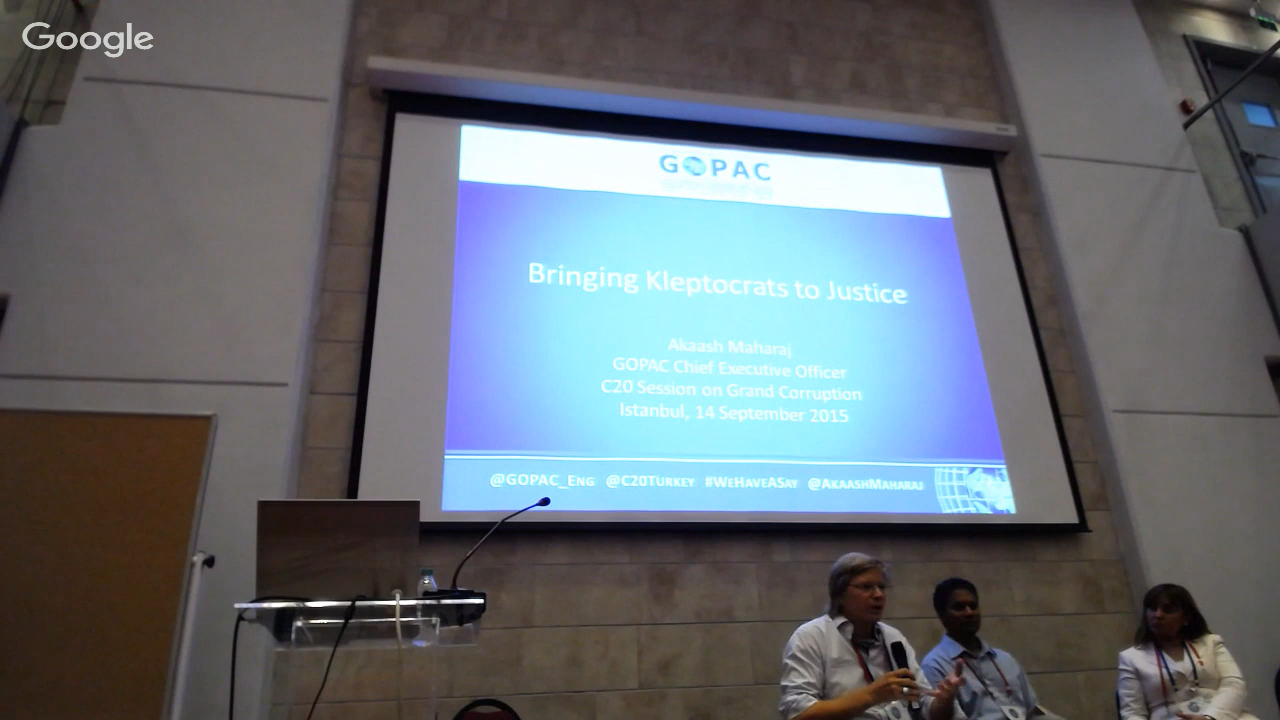 Google
GOPAC
Bringing Kleptocrats to Justice
Akaash Maharaj
GOPAC Chief Executive Officer
C20 Session on Grand Corruption
Istanbul, 14 September 2015
@GOPAC_ENG @C20TURKEY #WEHAVEASAY @AKAASHMAHARAJ